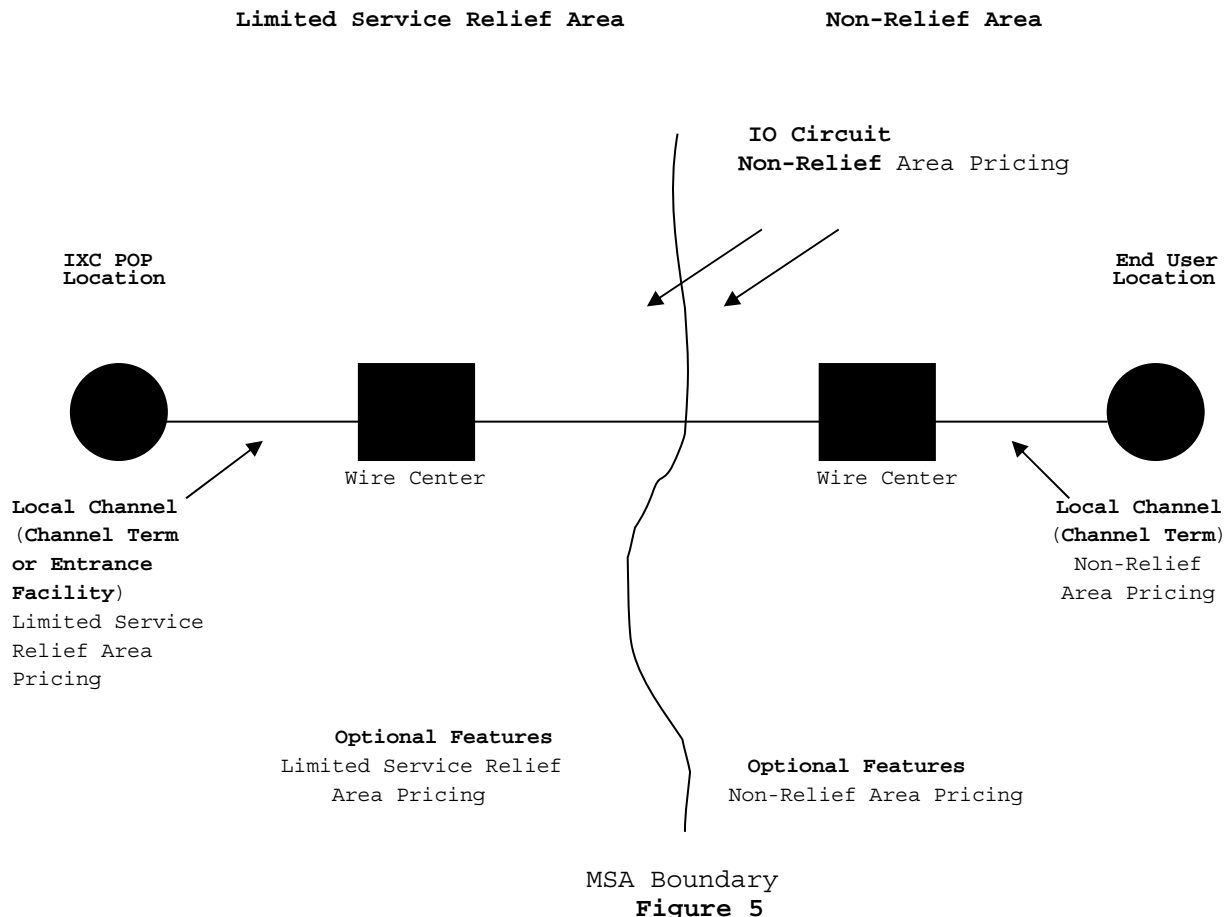 Limited Service Relief Area
Non-Relief Area
IO Circuit
Non-Relief Area Pricing
IXC POP
Location
End User
Location
Wire Center
Wire Center
Local Channel
(Channel Term
or Entrance
Facility)
Limited Service
Relief Area
Pricing
Local Channel
(Channel Term)
Non-Relief
Area Pricing
Optional Features
Limited Service Relief
Area Pricing
Optional Features
Non-Relief Area Pricing
MSA Boundary
Figure 5